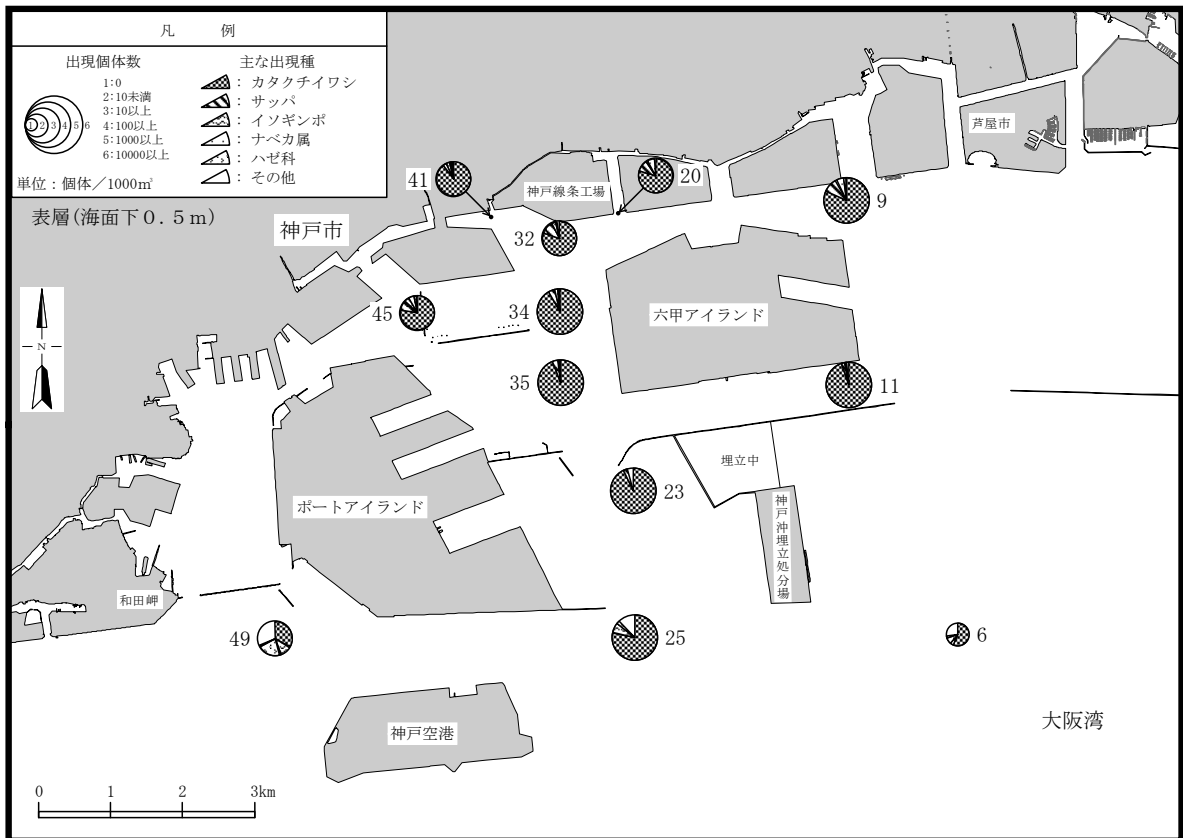 凡 例
出現個体数
1:0
2:10未満
3:10以上
4:100以上
5:1000以上
6:10000以上
1 2 3 4 5 6
単位：個体／1000㎥
主な出現種
：カタクチイワシ
：サッパ
：イソギンポ
：ナベカ属
：ハゼ科
：その他
表層(海面下０.５ｍ)
神戸市
芦屋市
神戸線条工場
41
20
9
32
45
34
六甲アイランド
N
35
11
埋立中
23
ポートアイランド
神戸沖埋立処分場
和田岬
49
25
6
大阪湾
神戸空港
0 1 2 3km